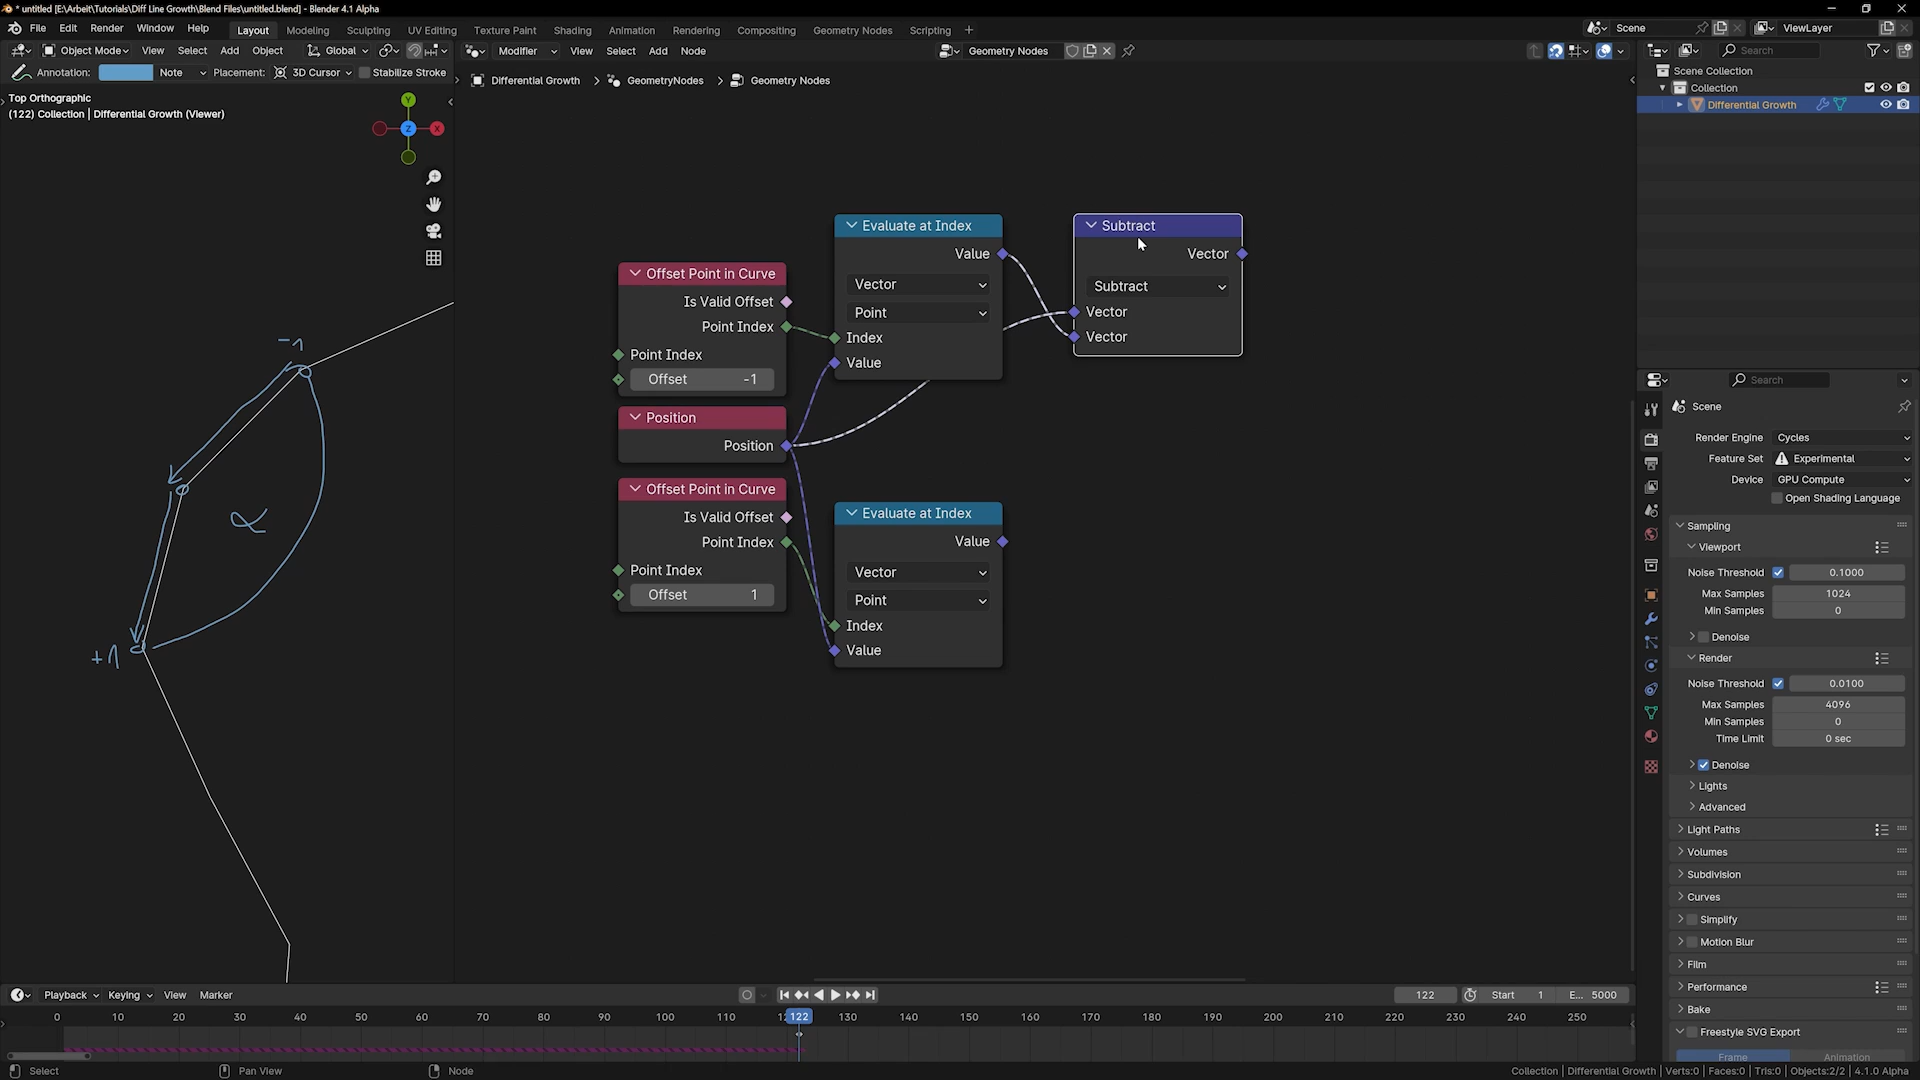 * untitled [E:\Arbeit\Tutorials\Diff Line Growth\Blend Files\untitled.blend] - Blender 4.1 Alpha
File Edit Render Window Help
Layout Modeling Sculpting UV Editing Texture Paint Shading Animation Rendering Compositing Geometry Nodes Scripting +
Scene
ViewLayer
Object Mode View Select Add Object Global
Modifier View Select Add Node
Geometry Nodes
Search
Annotation: Note Placement: 3D Cursor Stabilize Stroke
Differential Growth > GeometryNodes > Geometry Nodes
Top Orthographic
(122) Collection | Differential Growth (Viewer)
Y
X
Z
-1
α
+1
Offset Point in Curve
Is Valid Offset
Point Index
Point Index
Offset -1
Position
Position
Offset Point in Curve
Is Valid Offset
Point Index
Point Index
Offset 1
Evaluate at Index
Value
Vector
Point
Index
Value
Evaluate at Index
Value
Vector
Point
Index
Value
Subtract
Vector
Subtract
Vector
Vector
Scene Collection
Collection
Differential Growth
Search
Scene
Render Engine Cycles
Feature Set Experimental
Device GPU Compute
Open Shading Language
Sampling
Viewport
Noise Threshold 0.1000
Max Samples 1024
Min Samples 0
Denoise
Render
Noise Threshold 0.0100
Max Samples 4096
Min Samples 0
Time Limit 0 sec
Denoise
Lights
Advanced
Light Paths
Volumes
Subdivision
Curves
Simplify
Motion Blur
Film
Performance
Bake
Freestyle SVG Export
Frame Animation
Playback Keying View Marker
122 Start 1 E... 5000
0 10 20 30 40 50 60 70 80 90 100 110 122 130 140 150 160 170 180 190 200 210 220 230 240 250
Select Pan View Node
Collection | Differential Growth | Verts:0 | Faces:0 | Tris:0 | Objects:2/2 | 4.1.0 Alpha